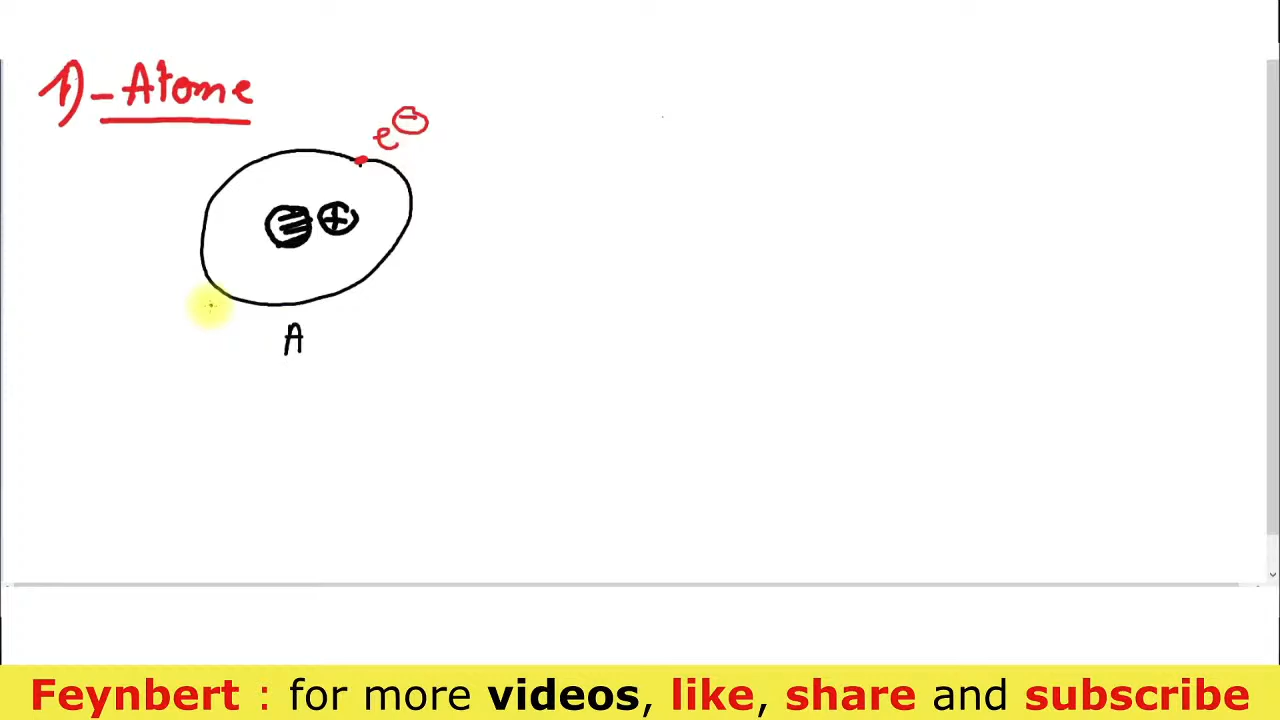 1) - Atome
e⊖
⊕
A
Feynbert : for more videos, like, share and subscribe